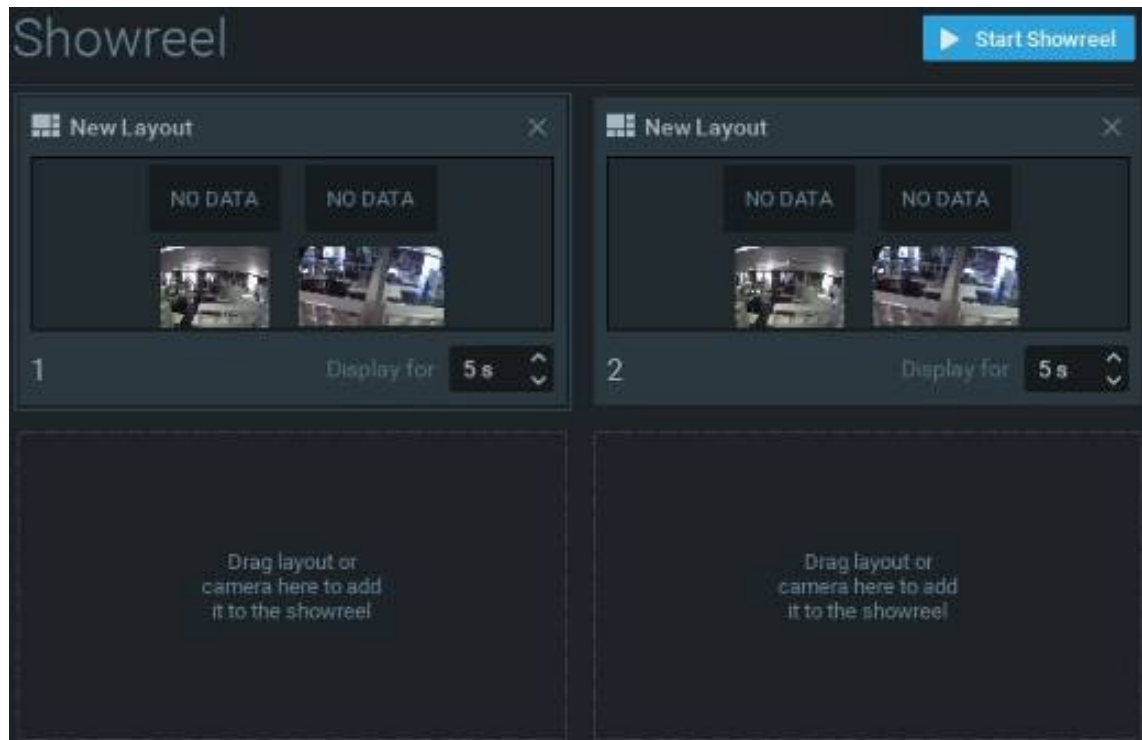 Showreel
Start Showreel
New Layout
NO DATA NO DATA
1 Display for 5 s
New Layout
NO DATA NO DATA
2 Display for 5 s
Drag layout or
camera here to add
it to the showreel
Drag layout or
camera here to add
it to the showreel